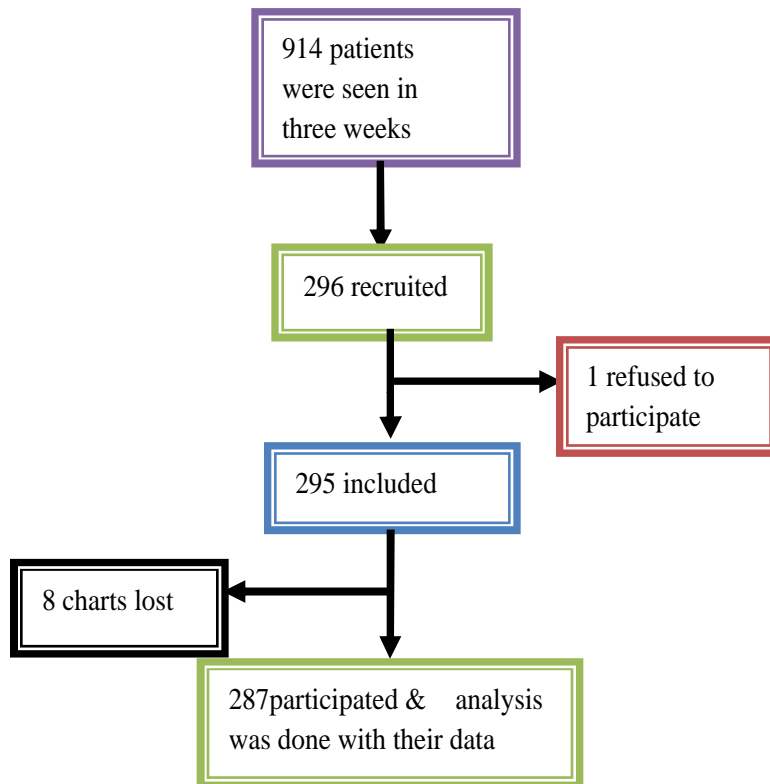 914 patients
were seen in
three weeks
296 recruited
1 refused to
participate
295 included
8 charts lost
287participated & analysis
was done with their data